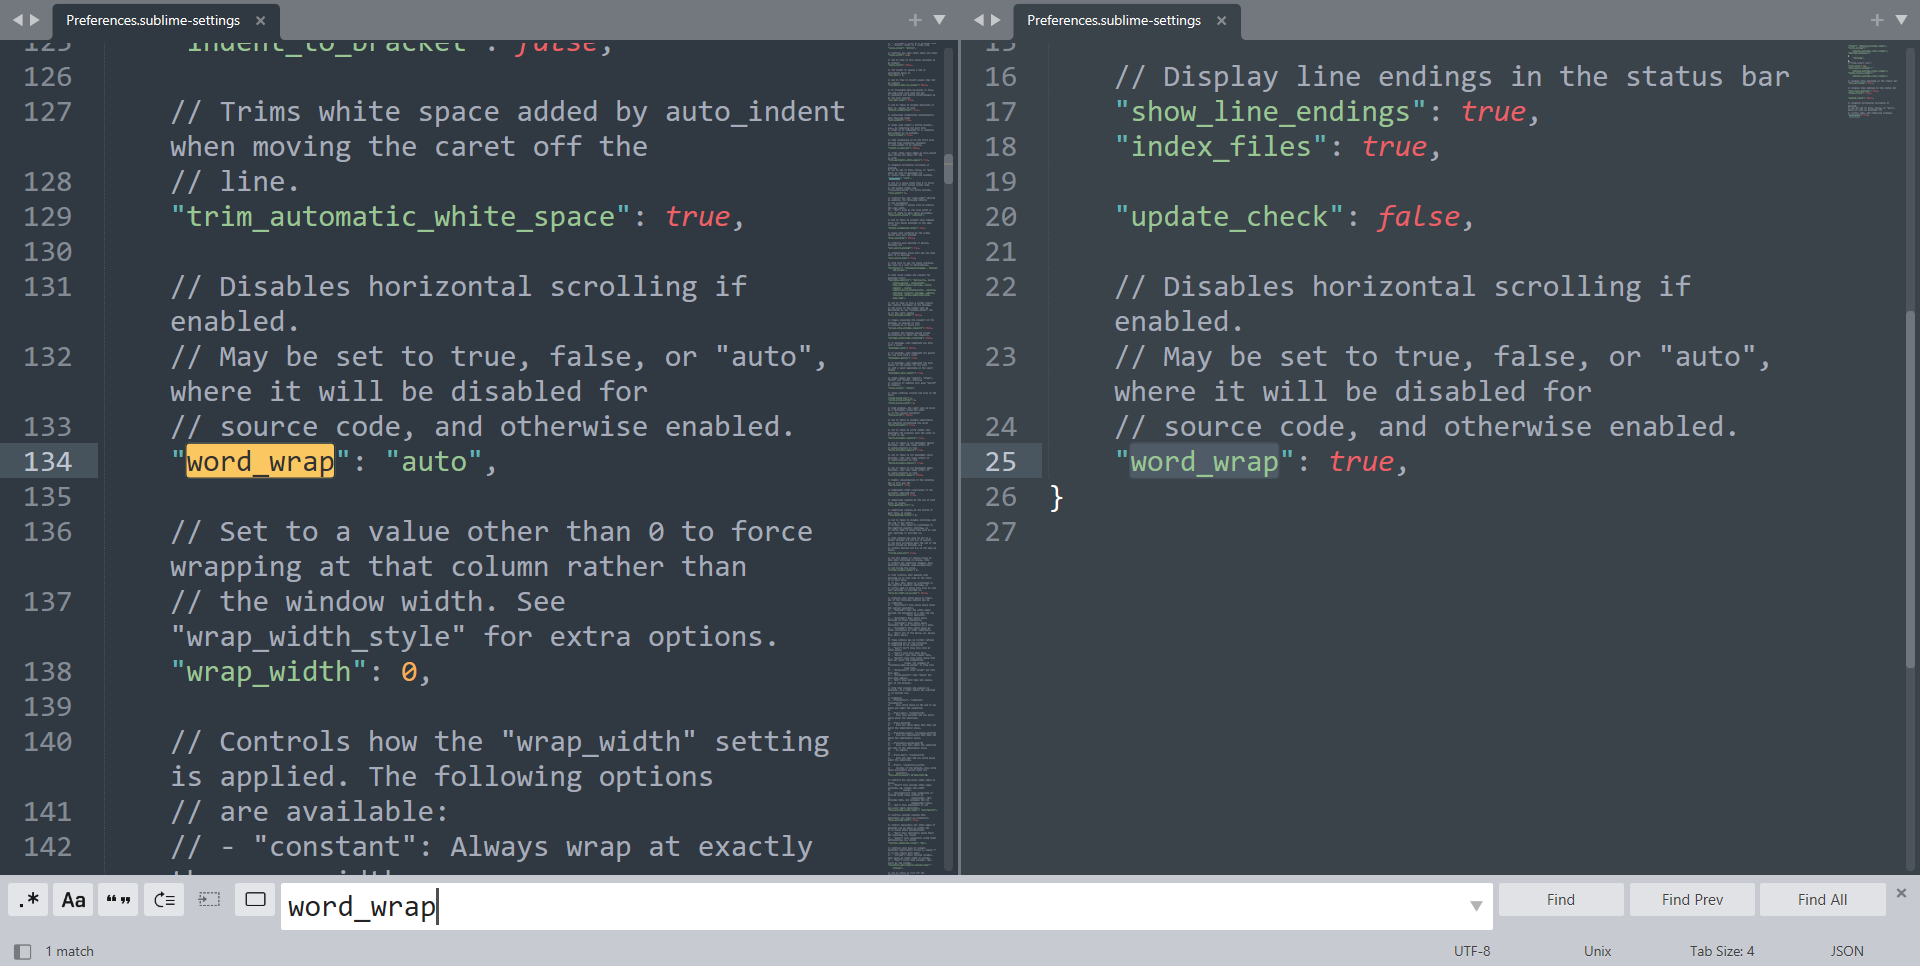 Preferences.sublime-settings
Preferences.sublime-settings
125 "indent_to_bracket": false,
126
127 // Trims white space added by auto_indent
when moving the caret off the
128 // line.
129 "trim_automatic_white_space": true,
130
131 // Disables horizontal scrolling if
enabled.
132 // May be set to true, false, or "auto",
where it will be disabled for
133 // source code, and otherwise enabled.
134 "word_wrap": "auto",
135
136 // Set to a value other than 0 to force
wrapping at that column rather than
137 // the window width. See
"wrap_width_style" for extra options.
138 "wrap_width": 0,
139
140 // Controls how the "wrap_width" setting
is applied. The following options
141 // are available:
142 // - "constant": Always wrap at exactly
15
16 // Display line endings in the status bar
17 "show_line_endings": true,
18 "index_files": true,
19
20 "update_check": false,
21
22 // Disables horizontal scrolling if
enabled.
23 // May be set to true, false, or "auto",
where it will be disabled for
24 // source code, and otherwise enabled.
25 "word_wrap": true,
26 }
27
.* Aa “ ” word_wrap Find Find Prev Find All
1 match UTF-8 Unix Tab Size: 4 JSON